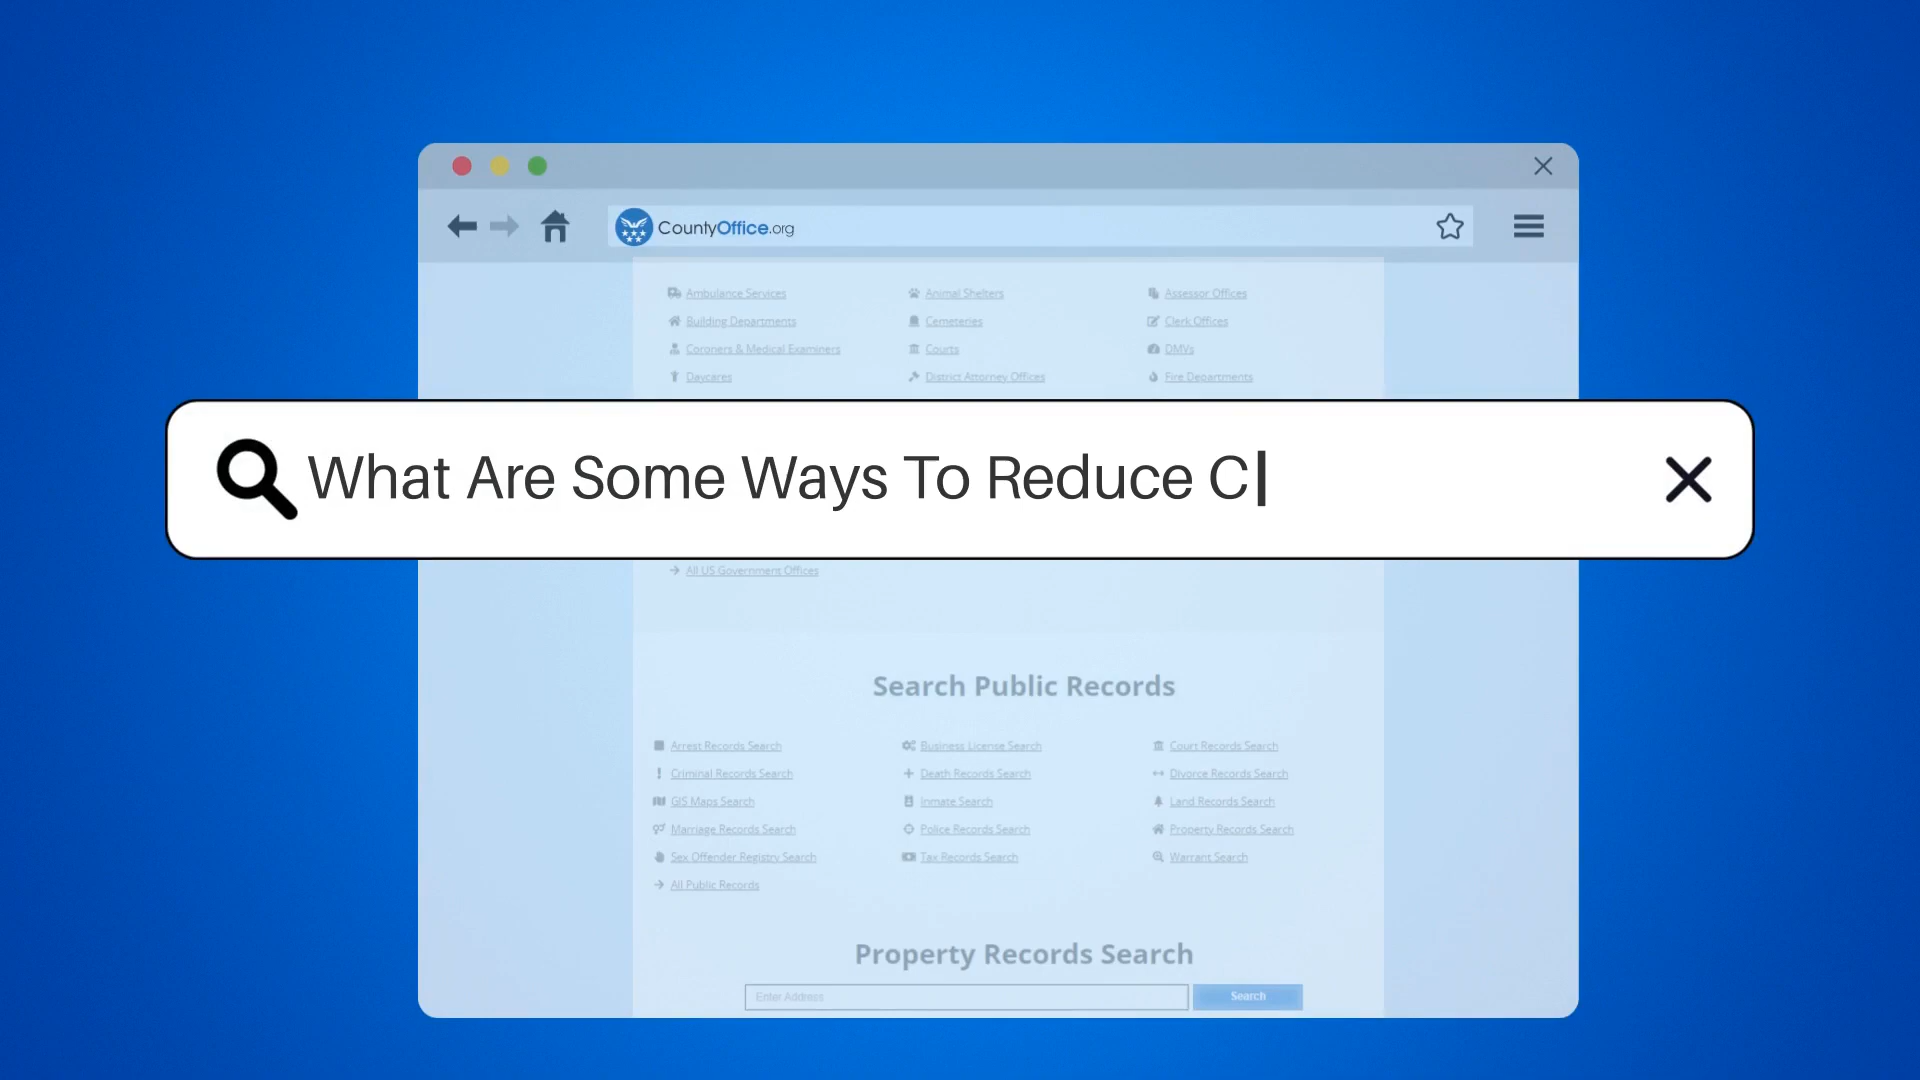 CountyOffice.org
Ambulance Services Animal Shelters Assessor Offices
Building Departments Cemeteries Clerk Offices
Coroners & Medical Examiners Courts DMVs
Daycares District Attorney Offices Fire Departments
What Are Some Ways To Reduce C
All US Government Offices
Search Public Records
Arrest Records Search Business License Search Court Records Search
Criminal Records Search Death Records Search Divorce Records Search
GIS Maps Search Inmate Search Land Records Search
Marriage Records Search Police Records Search Property Records Search
Sex Offender Registry Search Tax Records Search Warrant Search
All Public Records
Property Records Search
Enter Address Search